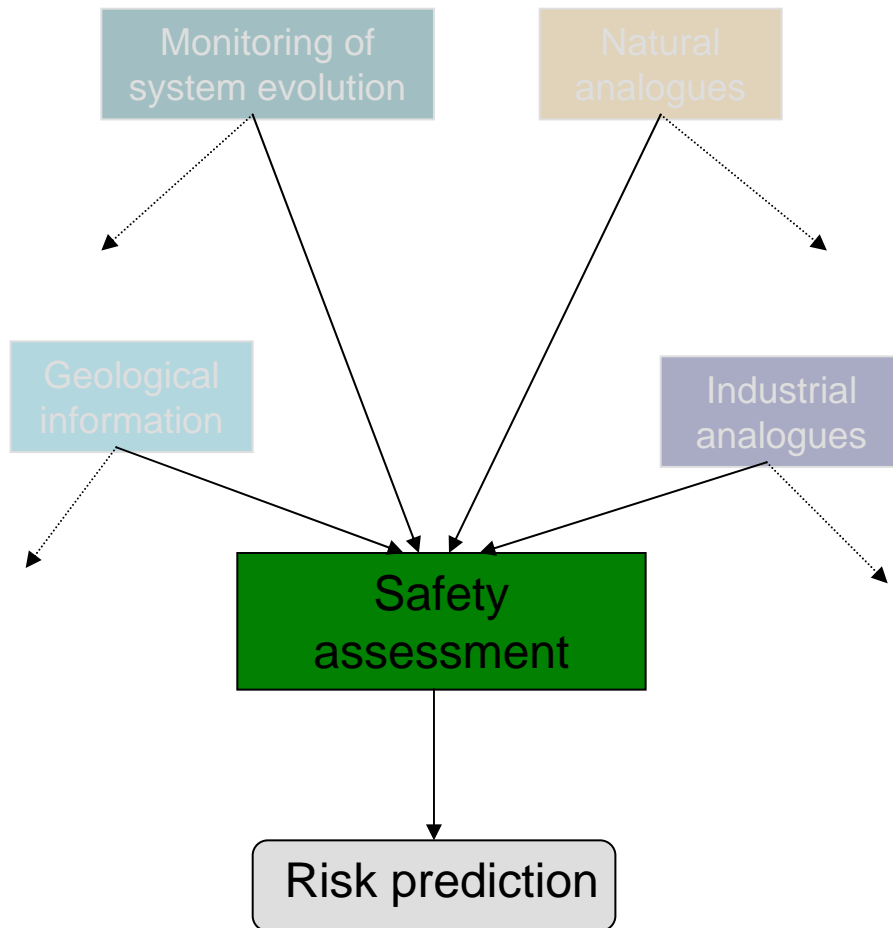 Monitoring of
system evolution
Natural
analogues
Geological
information
Industrial
analogues
Safety
assessment
Risk prediction